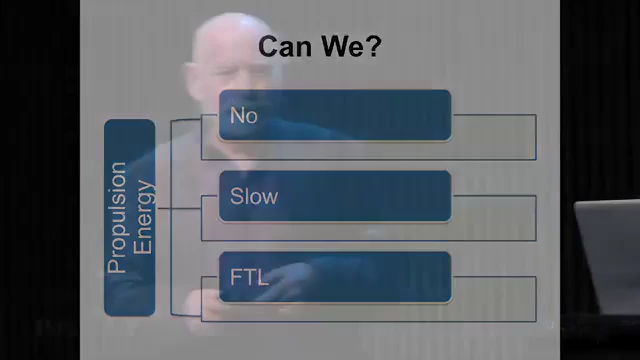 Can We?
Propulsion
Energy
No
Slow
FTL